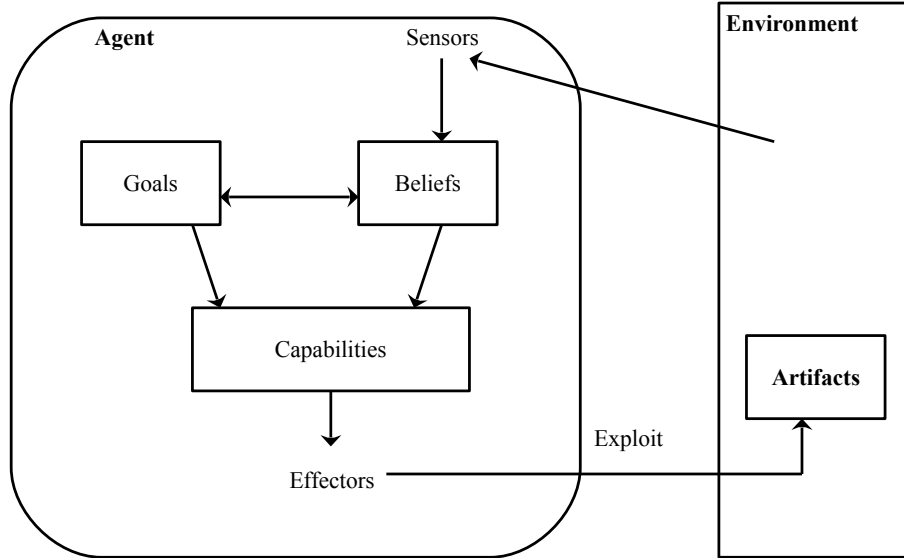 Agent
Sensors
Environment
Goals
Beliefs
Capabilities
Artifacts
Exploit
Effectors